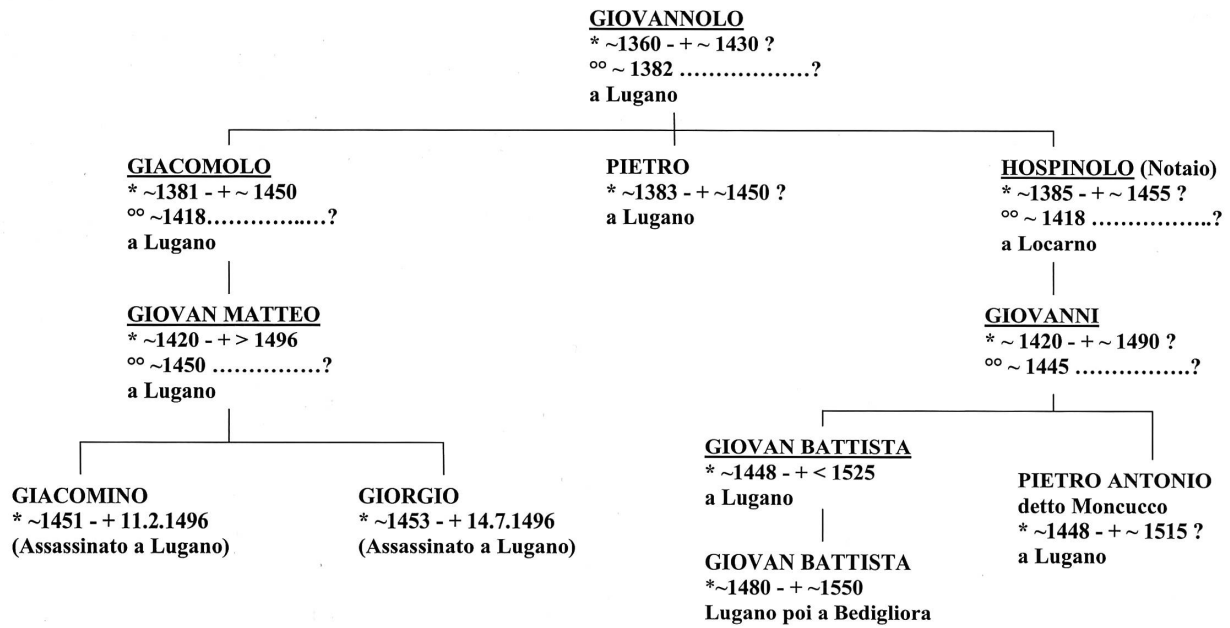 GIOVANNOLO
* ~1360 - + ~ 1430 ?
°° ~ 1382 ………………?
a Lugano
GIACOMOLO
* ~1381 - + ~ 1450
°° ~1418…………..…?
a Lugano
PIETRO
* ~1383 - + ~1450 ?
a Lugano
HOSPINOLO (Notaio)
* ~1385 - + ~ 1455 ?
°° ~ 1418 ……………..?
a Locarno
GIOVAN MATTEO
* ~1420 - + > 1496
°° ~1450 ……………?
a Lugano
GIOVANNI
* ~ 1420 - + ~ 1490 ?
°° ~ 1445 …………….?
GIACOMINO
* ~1451 - + 11.2.1496
(Assassinato a Lugano)
GIORGIO
* ~1453 - + 14.7.1496
(Assassinato a Lugano)
GIOVAN BATTISTA
* ~1448 - + < 1525
a Lugano
PIETRO ANTONIO
detto Moncucco
* ~1448 - + ~ 1515 ?
a Lugano
GIOVAN BATTISTA
*~1480 - + ~1550
Lugano poi a Bedigliora